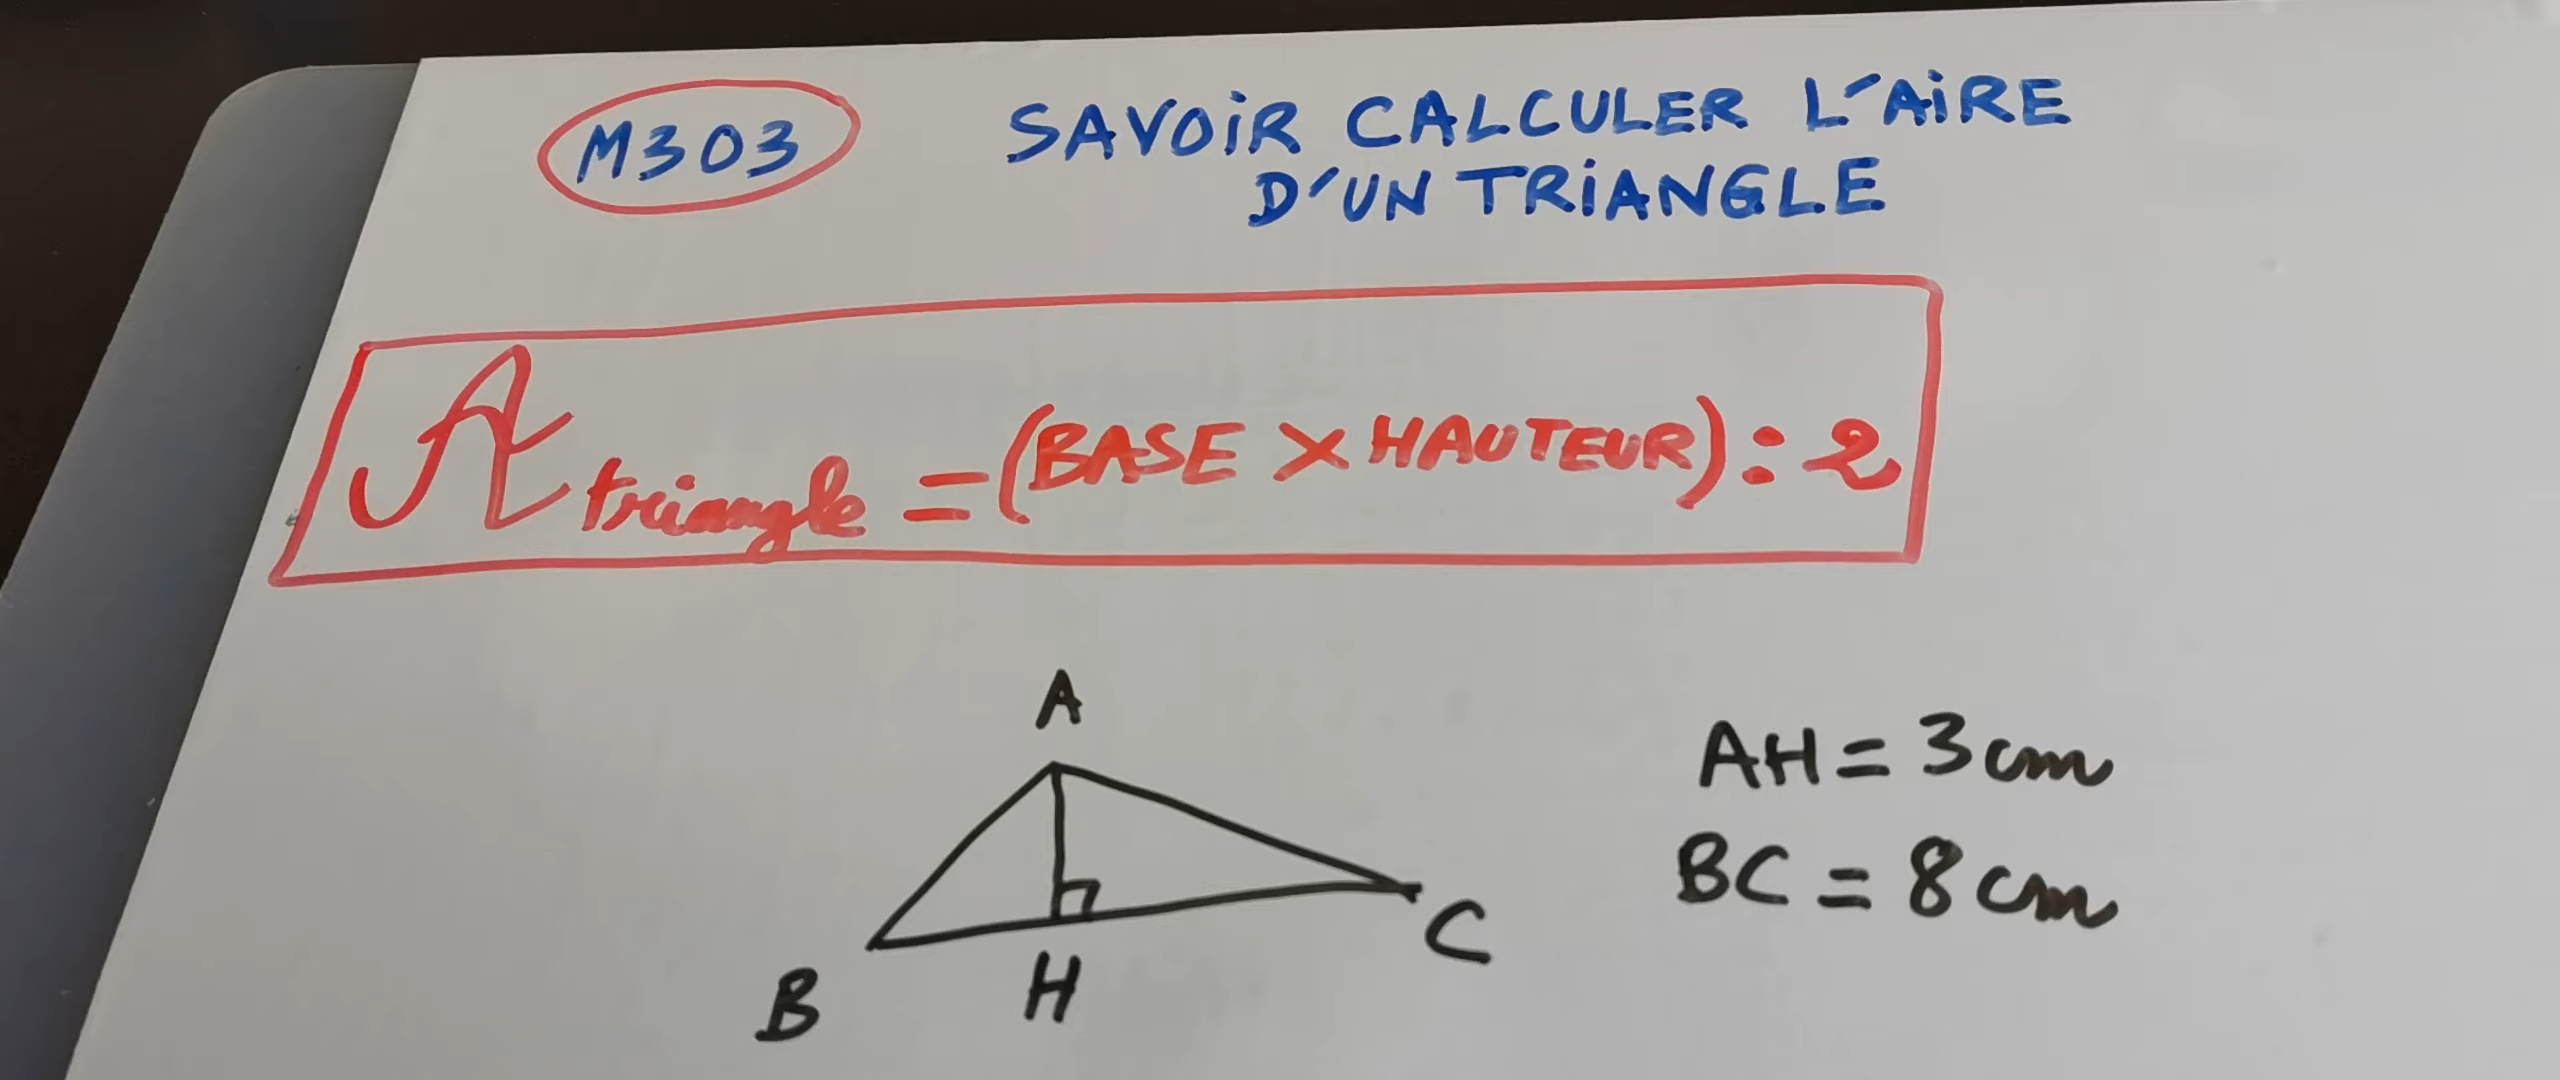 M303
SAVOIR CALCULER L'AIRE
D'UN TRIANGLE
A triangle = (BASE X HAUTEUR) : 2
A
AH = 3 cm
BC = 8 cm
B
H
C